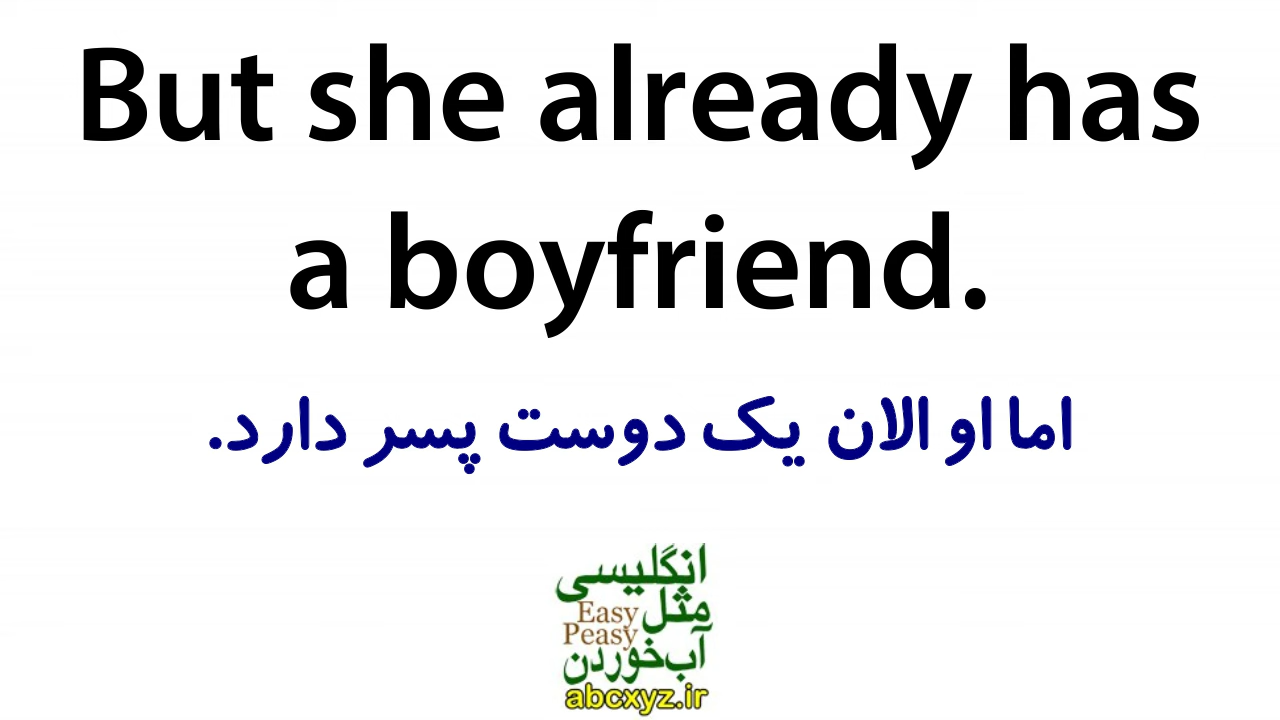 But she already has
a boyfriend.
اما او الان یک دوست پسر دارد.
انگلیسی
مثل
Easy
Peasy
آب خوردن
abcxyz.ir